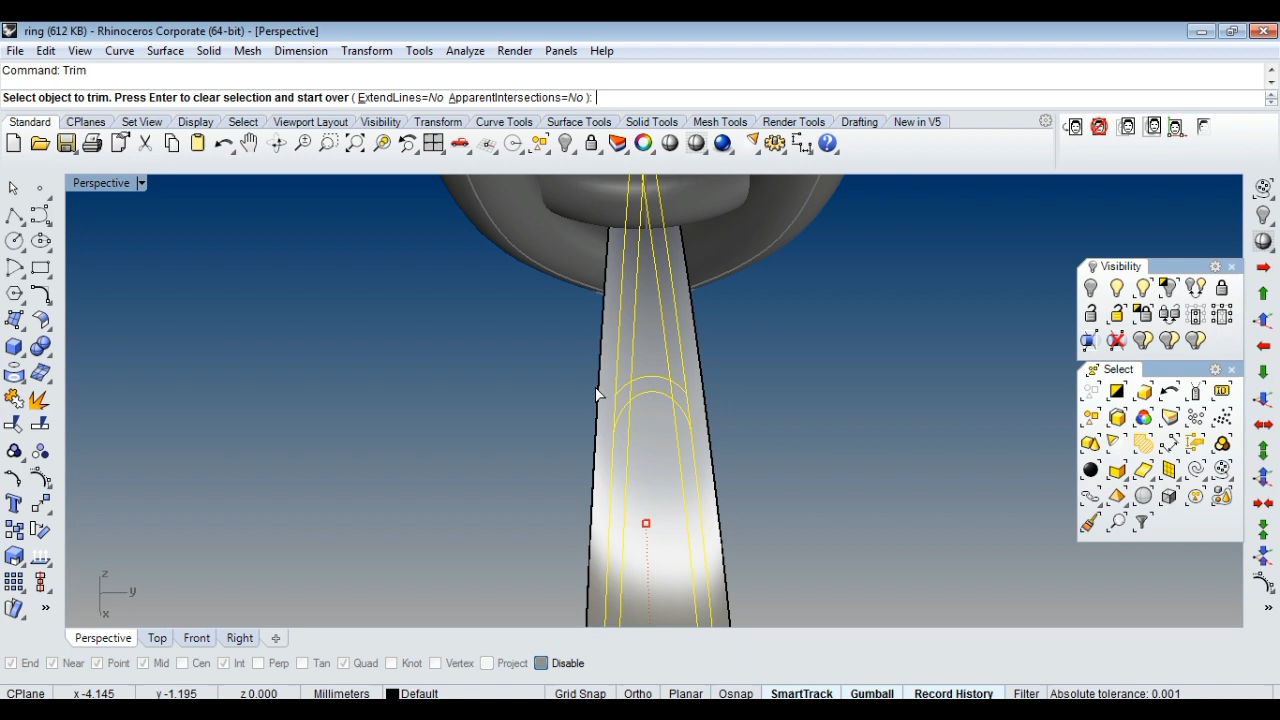 ring (612 KB) - Rhinoceros Corporate (64-bit) - [Perspective]
File Edit View Curve Surface Solid Mesh Dimension Transform Tools Analyze Render Panels Help
Command: Trim
Select object to trim. Press Enter to clear selection and start over ( ExtendLines=No ApparentIntersections=No ):
Standard CPlanes Set View Display Select Viewport Layout Visibility Transform Curve Tools Surface Tools Solid Tools Mesh Tools Render Tools Drafting New in V5
Perspective
Visibility
Select
z
y
x
Perspective Top Front Right
End Near Point Mid Cen Int Perp Tan Quad Knot Vertex Project Disable
CPlane x -4.145 y -1.195 z 0.000 Millimeters Default Grid Snap Ortho Planar Osnap SmartTrack Gumball Record History Filter Absolute tolerance: 0.001